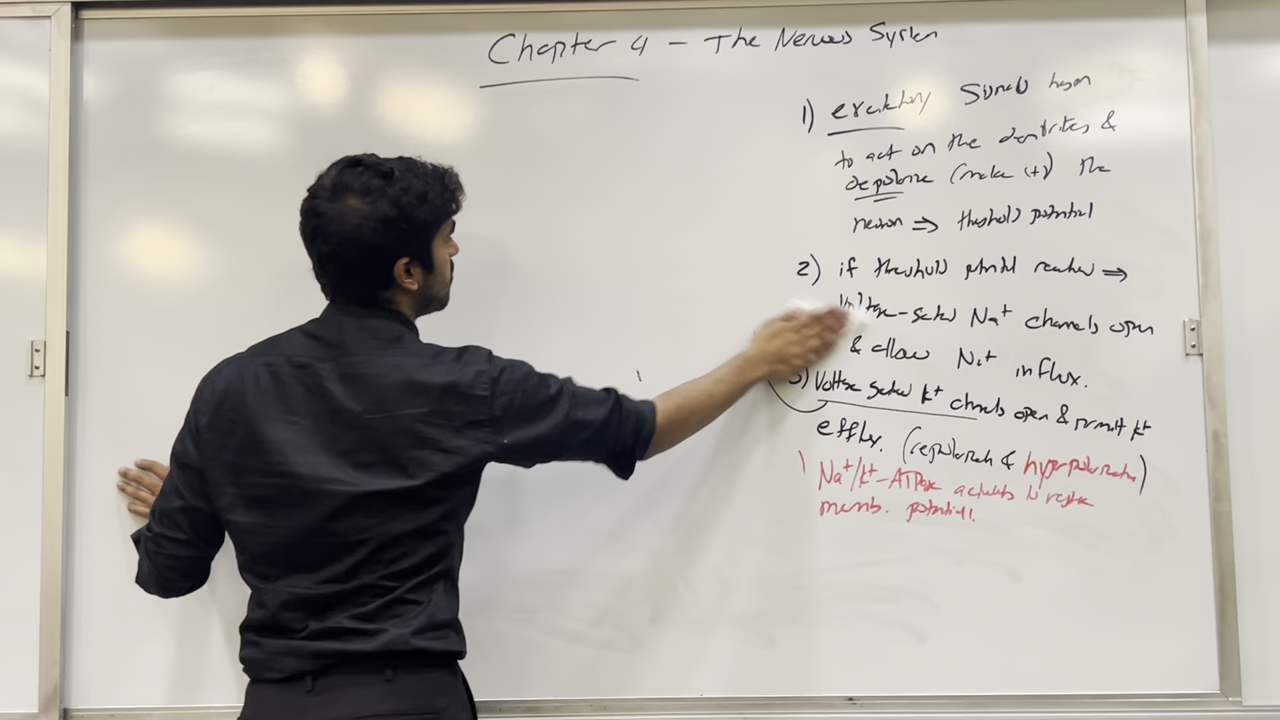 Chapter 4 - The Nervous System
1) excitatory signals begin
to act on the dendrites &
depolarize (make (+)) the
neuron ⇒ threshold potential
2) if threshold potential reached ⇒
Voltage-gated Na⁺ channels open
& allow Na⁺ influx.
3) Voltage gated K⁺ channels open & permit K⁺
efflux. (repolarization & hyperpolarization)
Na⁺/K⁺-ATPase activates to restore
memb. potential.